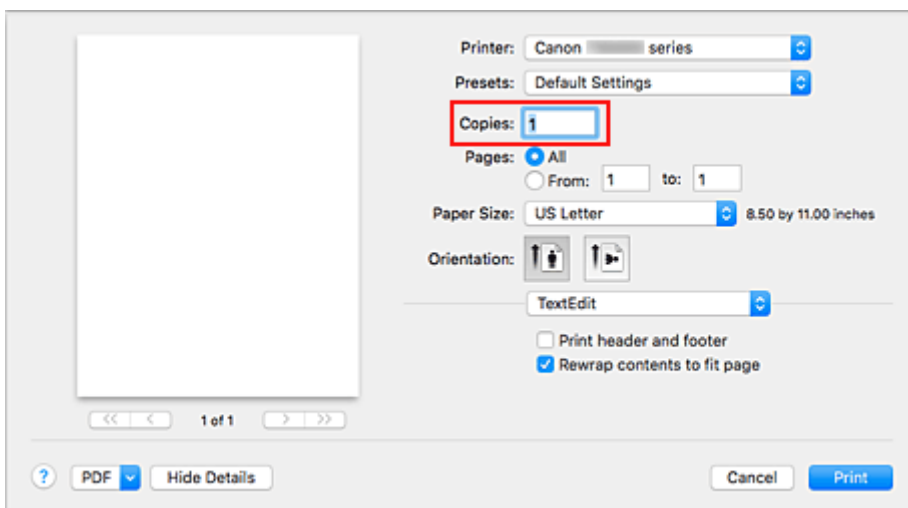 Printer: Canon series
Presets: Default Settings
Copies: 1
Pages: All
From: 1 to: 1
Paper Size: US Letter 8.50 by 11.00 inches
Orientation:
TextEdit
Print header and footer
Rewrap contents to fit page
<< < 1 of 1 > >>
? PDF Hide Details Cancel Print